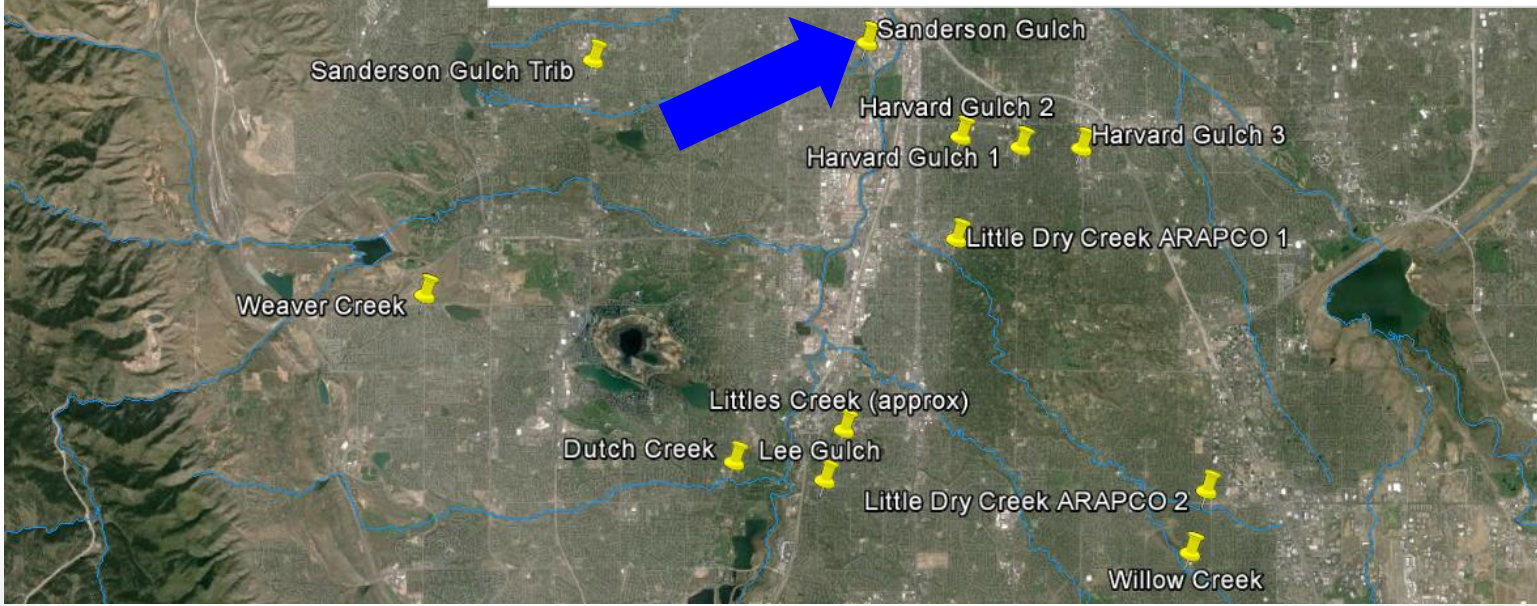 Sanderson Gulch
Sanderson Gulch Trib
Harvard Gulch 2
Harvard Gulch 3
Harvard Gulch 1
Little Dry Creek ARAPCO 1
Weaver Creek
Littles Creek (approx)
Dutch Creek
Lee Gulch
Little Dry Creek ARAPCO 2
Willow Creek